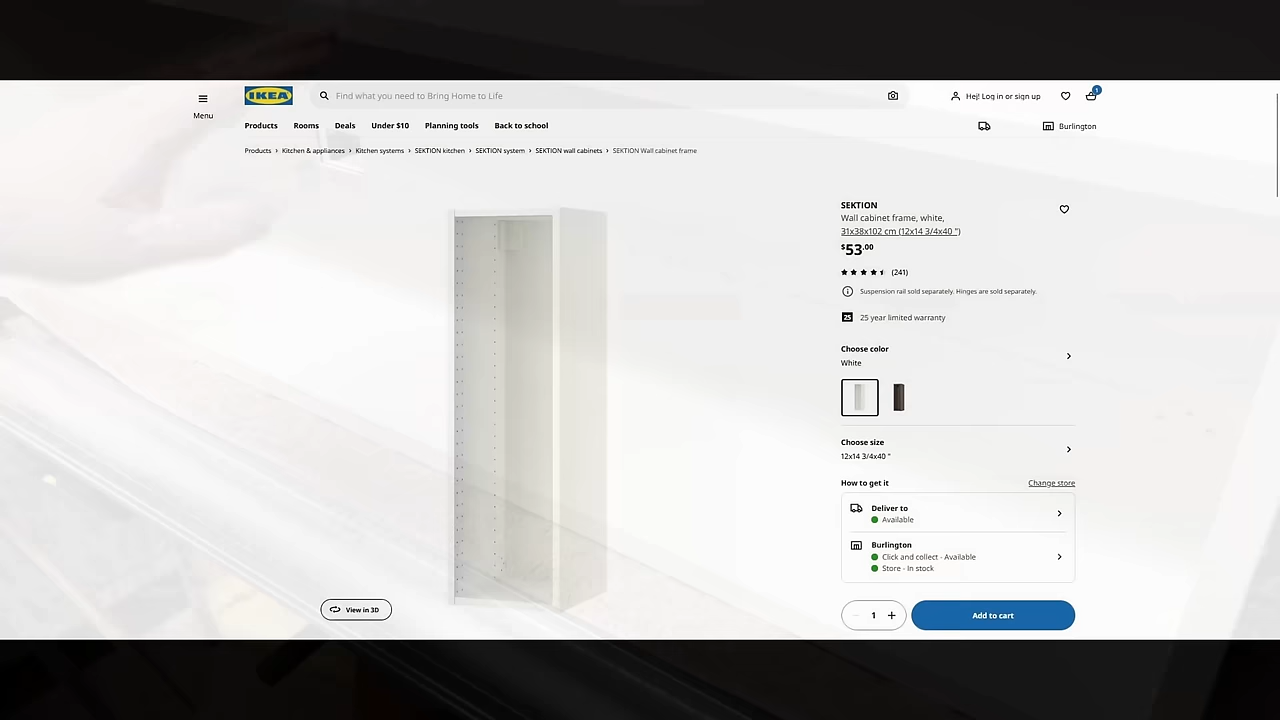 IKEA
Find what you need to Bring Home to Life
Hej! Log in or sign up
1
Menu
Products Rooms Deals Under $10 Planning tools Back to school
Burlington
Products › Kitchen & appliances › Kitchen systems › SEKTION kitchen › SEKTION system › SEKTION wall cabinets › SEKTION Wall cabinet frame
SEKTION
Wall cabinet frame, white,
31x38x102 cm (12x14 3/4x40 ")
$53.00
(241)
Suspension rail sold separately. Hinges are sold separately.
25 25 year limited warranty
Choose color
White
Choose size
12x14 3/4x40 "
How to get it Change store
Deliver to
Available
Burlington
Click and collect - Available
Store - In stock
View in 3D
− 1 + Add to cart